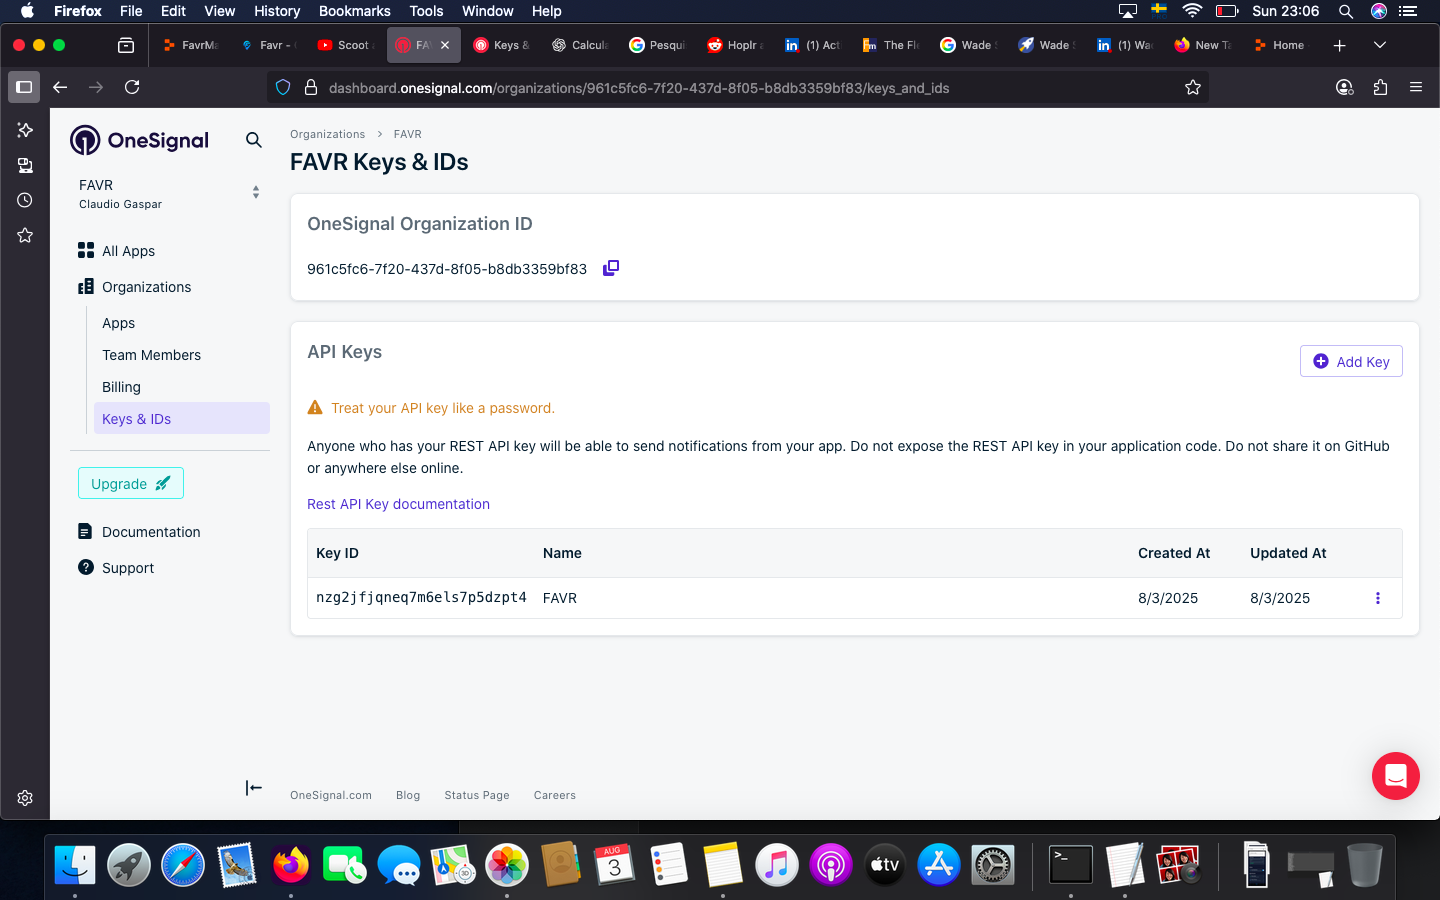 Firefox File Edit View History Bookmarks Tools Window Help Sun 23:06
FavrMa Favr - Scoot FA Keys & Calcula Pesqui Hoplr a (1) Act The Fle Wade S Wade S (1) Wad New Ta Home
dashboard.onesignal.com/organizations/961c5fc6-7f20-437d-8f05-b8db3359bf83/keys_and_ids
OneSignal
FAVR
Claudio Gaspar
All Apps
Organizations
Apps
Team Members
Billing
Keys & IDs
Upgrade
Documentation
Support
Organizations > FAVR
FAVR Keys & IDs
OneSignal Organization ID
961c5fc6-7f20-437d-8f05-b8db3359bf83
API Keys
Add Key
Treat your API key like a password.
Anyone who has your REST API key will be able to send notifications from your app. Do not expose the REST API key in your application code. Do not share it on GitHub
or anywhere else online.
Rest API Key documentation
Key ID Name Created At Updated At
nzg2jfjqneq7m6els7p5dzpt4 FAVR 8/3/2025 8/3/2025
OneSignal.com Blog Status Page Careers
AUG
3
3D
tv
>_